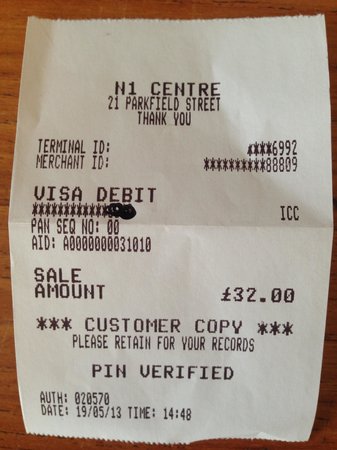 N1 CENTRE
21 PARKFIELD STREET
THANK YOU
TERMINAL ID: ****6992
MERCHANT ID: **********88809
VISA DEBIT
************ ICC
PAN SEQ NO: 00
AID: A0000000031010
SALE
AMOUNT £32.00
*** CUSTOMER COPY ***
PLEASE RETAIN FOR YOUR RECORDS
PIN VERIFIED
AUTH: 020570
DATE: 19/05/13 TIME: 14:48